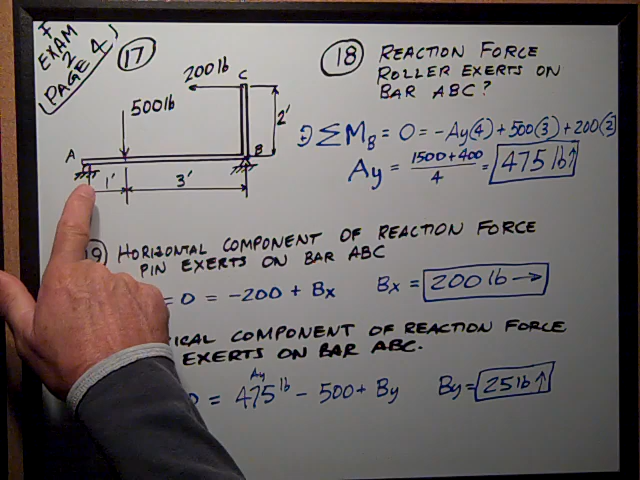 F
EXAM
2
PAGE 4
17
200 lb
C
500 lb
2'
A
B
1'
3'
18 REACTION FORCE
ROLLER EXERTS ON
BAR ABC?
ΣM_B = 0 = -Ay(4) + 500(3) + 200(2)
Ay = (1500 + 400)/4 = 475 lb ↑
9 HORIZONTAL COMPONENT OF REACTION FORCE
PIN EXERTS ON BAR ABC
= 0 = -200 + Bx Bx = 200 lb →
ICAL COMPONENT OF REACTION FORCE
EXERTS ON BAR ABC.
Ay
= 475 lb - 500 + By By = 25 lb ↑